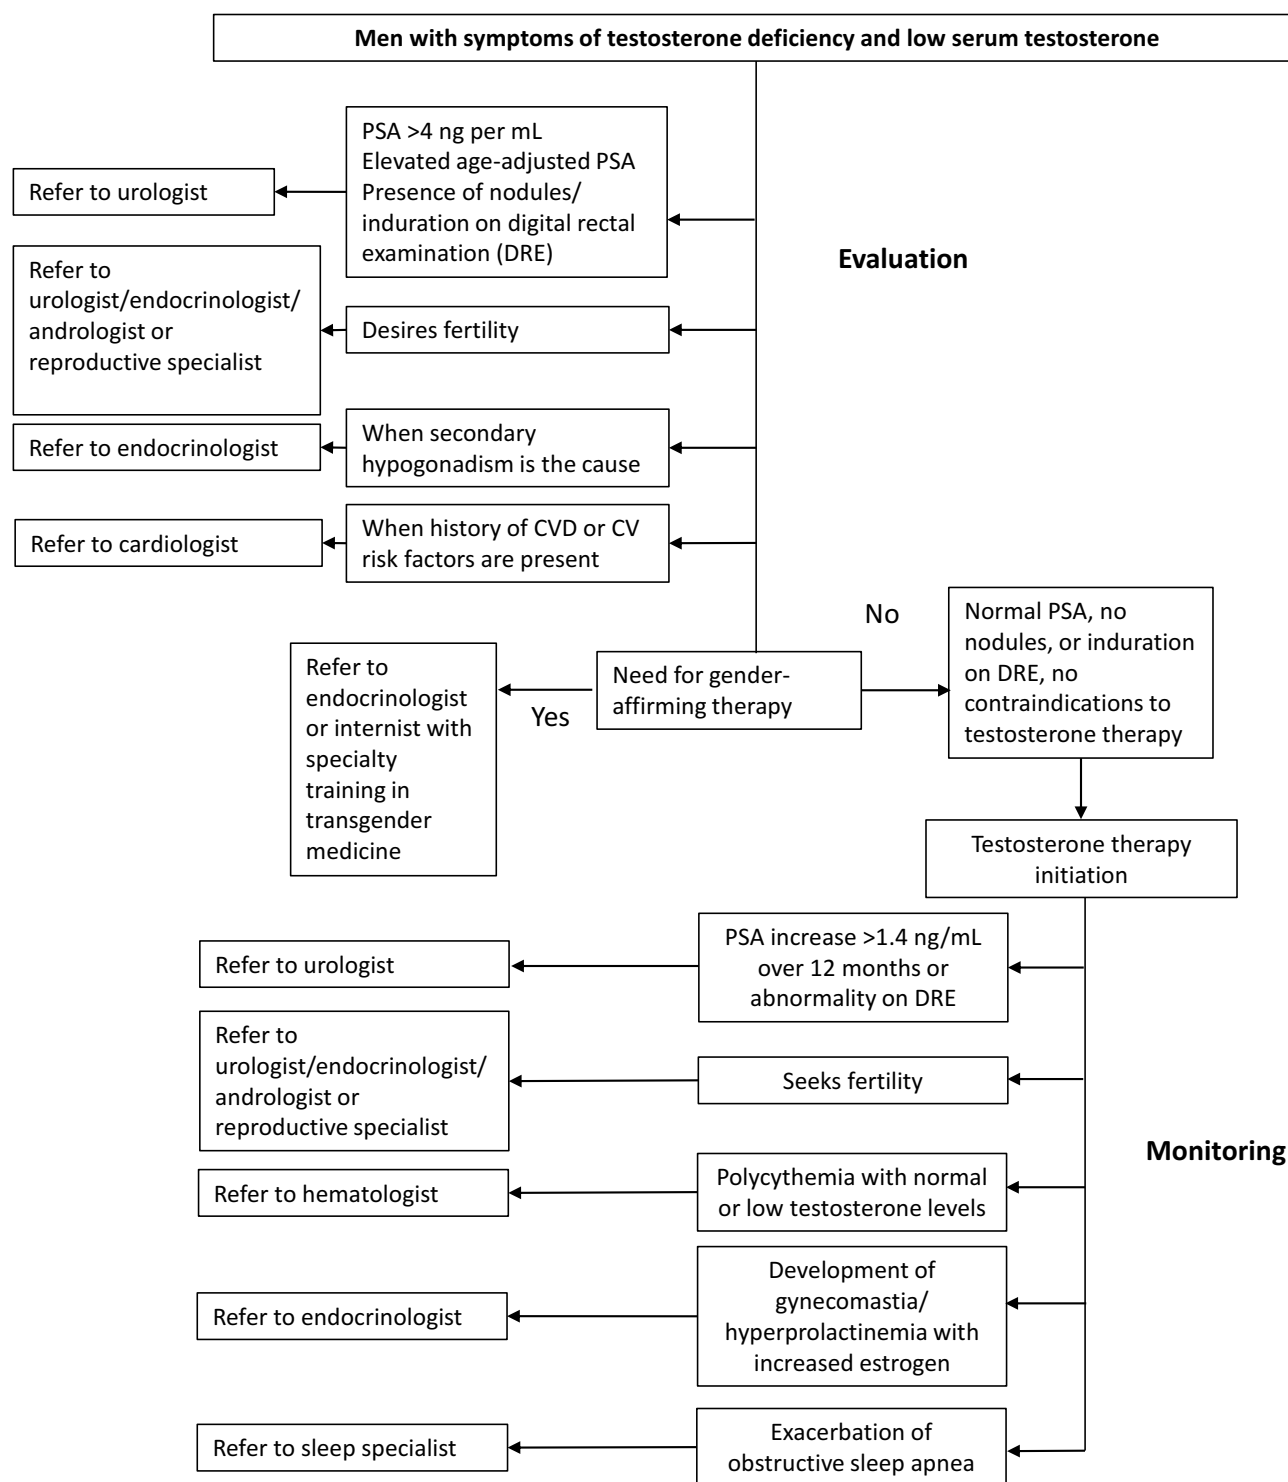 Men with symptoms of testosterone deficiency and low serum testosterone
PSA >4 ng per mL
Elevated age-adjusted PSA
Presence of nodules/
induration on digital rectal
examination (DRE)
Refer to urologist
Evaluation
Refer to
urologist/endocrinologist/
andrologist or
reproductive specialist
Desires fertility
Refer to endocrinologist
When secondary
hypogonadism is the cause
Refer to cardiologist
When history of CVD or CV
risk factors are present
No
Normal PSA, no
nodules, or induration
on DRE, no
contraindications to
testosterone therapy
Need for gender-
affirming therapy
Yes
Refer to
endocrinologist
or internist with
specialty
training in
transgender
medicine
Testosterone therapy
initiation
PSA increase >1.4 ng/mL
over 12 months or
abnormality on DRE
Refer to urologist
Refer to
urologist/endocrinologist/
andrologist or
reproductive specialist
Seeks fertility
Monitoring
Refer to hematologist
Polycythemia with normal
or low testosterone levels
Development of
gynecomastia/
hyperprolactinemia with
increased estrogen
Refer to endocrinologist
Refer to sleep specialist
Exacerbation of
obstructive sleep apnea